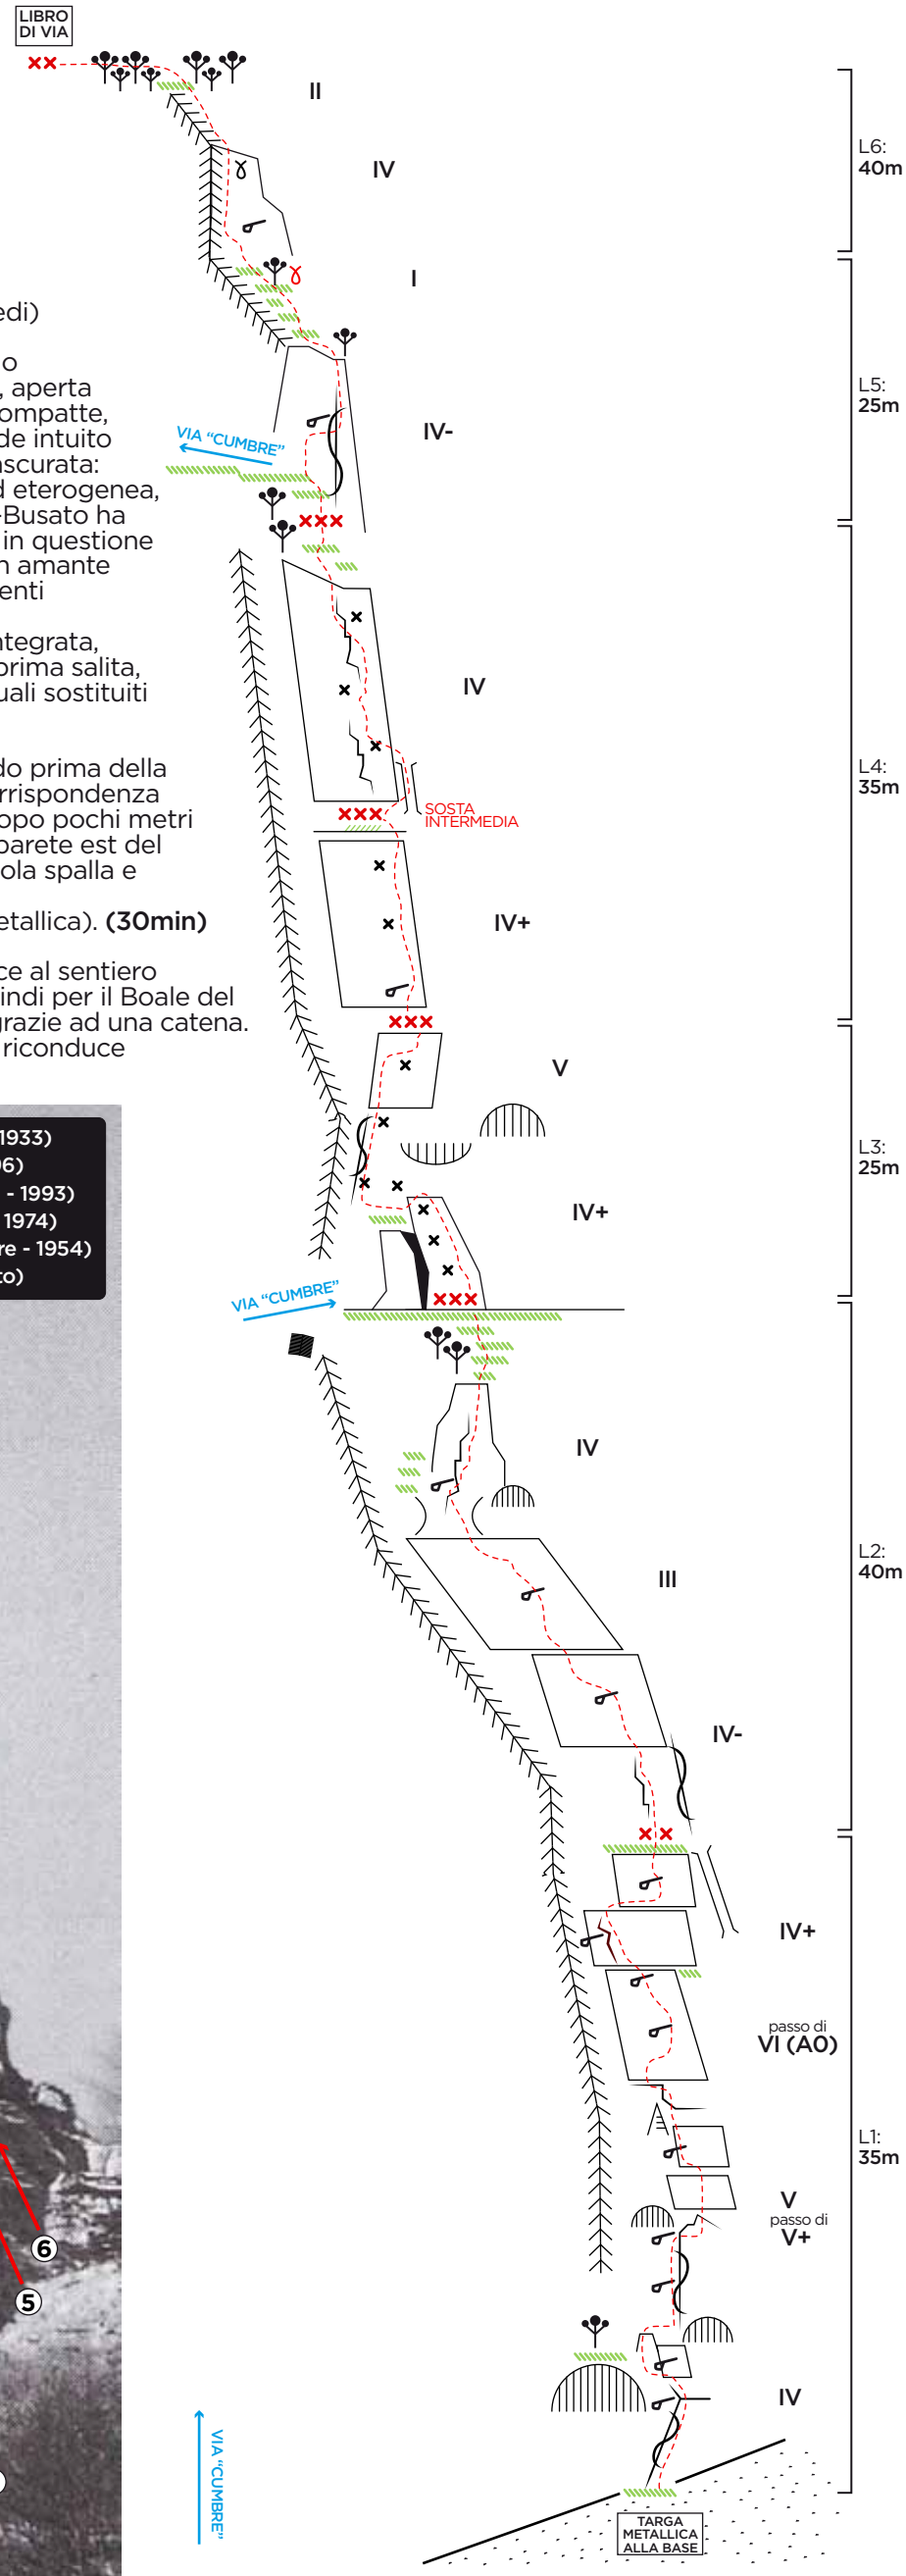 LIBRO
DI VIA
II
IV
L6:
40m
I
edi)
o
, aperta
ompatte,
de intuito
ascurata:
d eterogenea,
-Busato ha
in questione
n amante
enti
ntegrata,
prima salita,
uali sostituiti
do prima della
rrispondenza
opo pochi metri
parete est del
ola spalla e
etallica). (30min)
ce al sentiero
indi per il Boale del
grazie ad una catena.
riconduce
L5:
25m
IV-
VIA "CUMBRE"
IV
L4:
35m
SOSTA
INTERMEDIA
IV+
V
L3:
25m
IV+
1933)
96)
- 1993)
1974)
re - 1954)
to)
VIA "CUMBRE"
IV
L2:
40m
III
IV-
IV+
passo di
VI (A0)
L1:
35m
V
passo di
V+
IV
6
5
VIA "CUMBRE"
TARGA
METALLICA
ALLA BASE